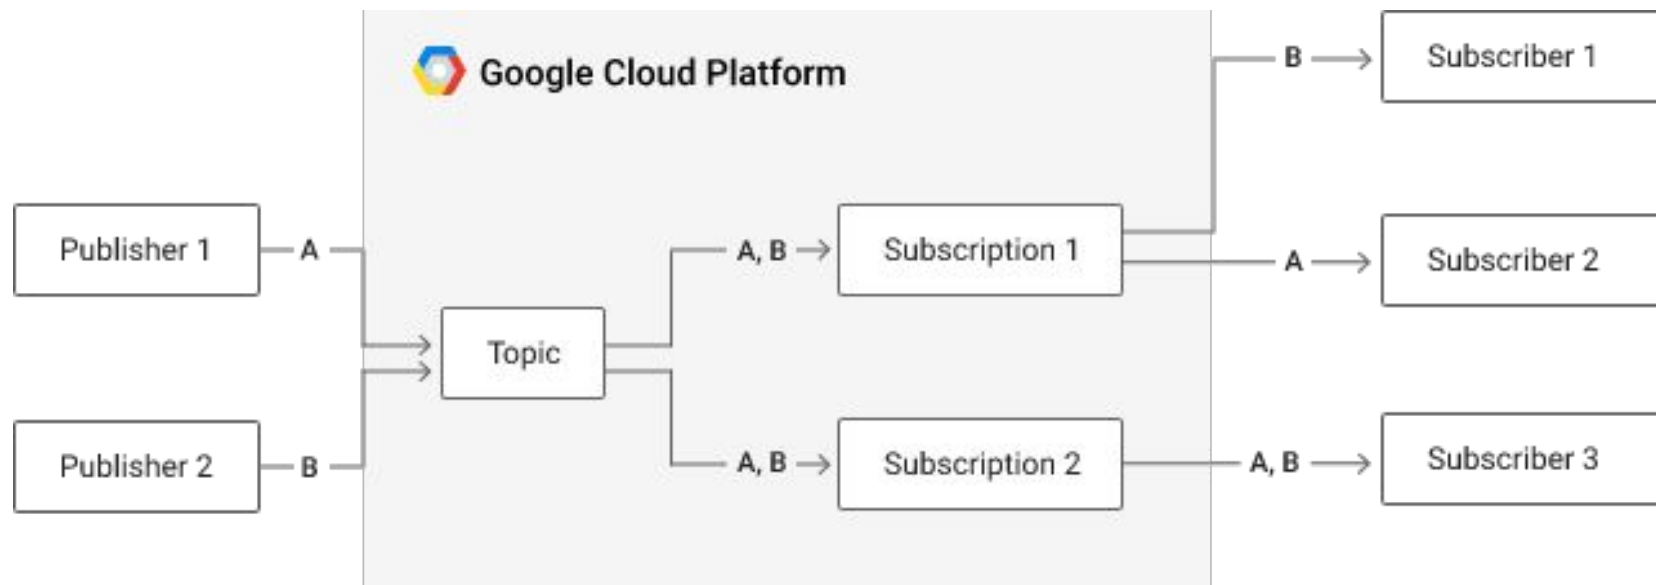 Google Cloud Platform
B
Subscriber 1
Publisher 1
A
A, B
Subscription 1
A
Subscriber 2
Topic
Publisher 2
B
A, B
Subscription 2
A, B
Subscriber 3